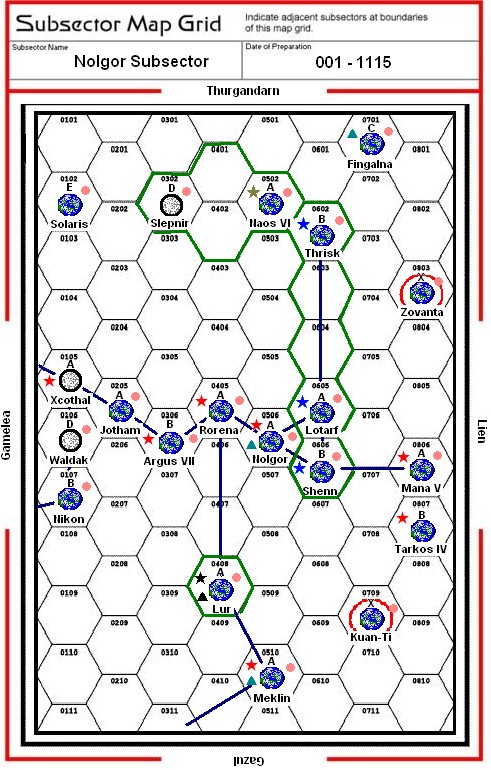 Subsector Map Grid
Indicate adjacent subsectors at boundaries
of this map grid.
Subsector Name
Nolgor Subsector
Date of Preparation
001 - 1115
Thurgandarn
0101 0301 0501 0701
C
0201 0401 0601 0801
Fingalna
0102 0302 0502 0702
E D A
0202 0402 0602 0802
B
Solaris Slepnir Naos VI
0103 0303 0503 0703
Thrisk
0203 0403 0603 0803
X
0104 0304 0504 0704
Zovanta
0204 0404 0604 0804
0105 0305 0505 0705
A
0205 0405 0605 0805
A A A
Xcothal
0106 0306 0506 0706
D B A
Jotham Rorena Lotarf
0206 0406 0606 0806
B A
Waldak Argus VII Nolgor
0107 0307 0507 0707
B
Shenn Mana V
0207 0407 0607 0807
B
Nikon
0108 0308 0508 0708
Tarkos IV
0208 0408 0608 0808
A
0109 0309 0509 0709
X
Lur
0209 0409 0609 0809
Kuan-Ti
0110 0310 0510 0710
A
0210 0410 0610 0810
Meklin
0111 0311 0511 0711
Gamelea
Lien
Gazul